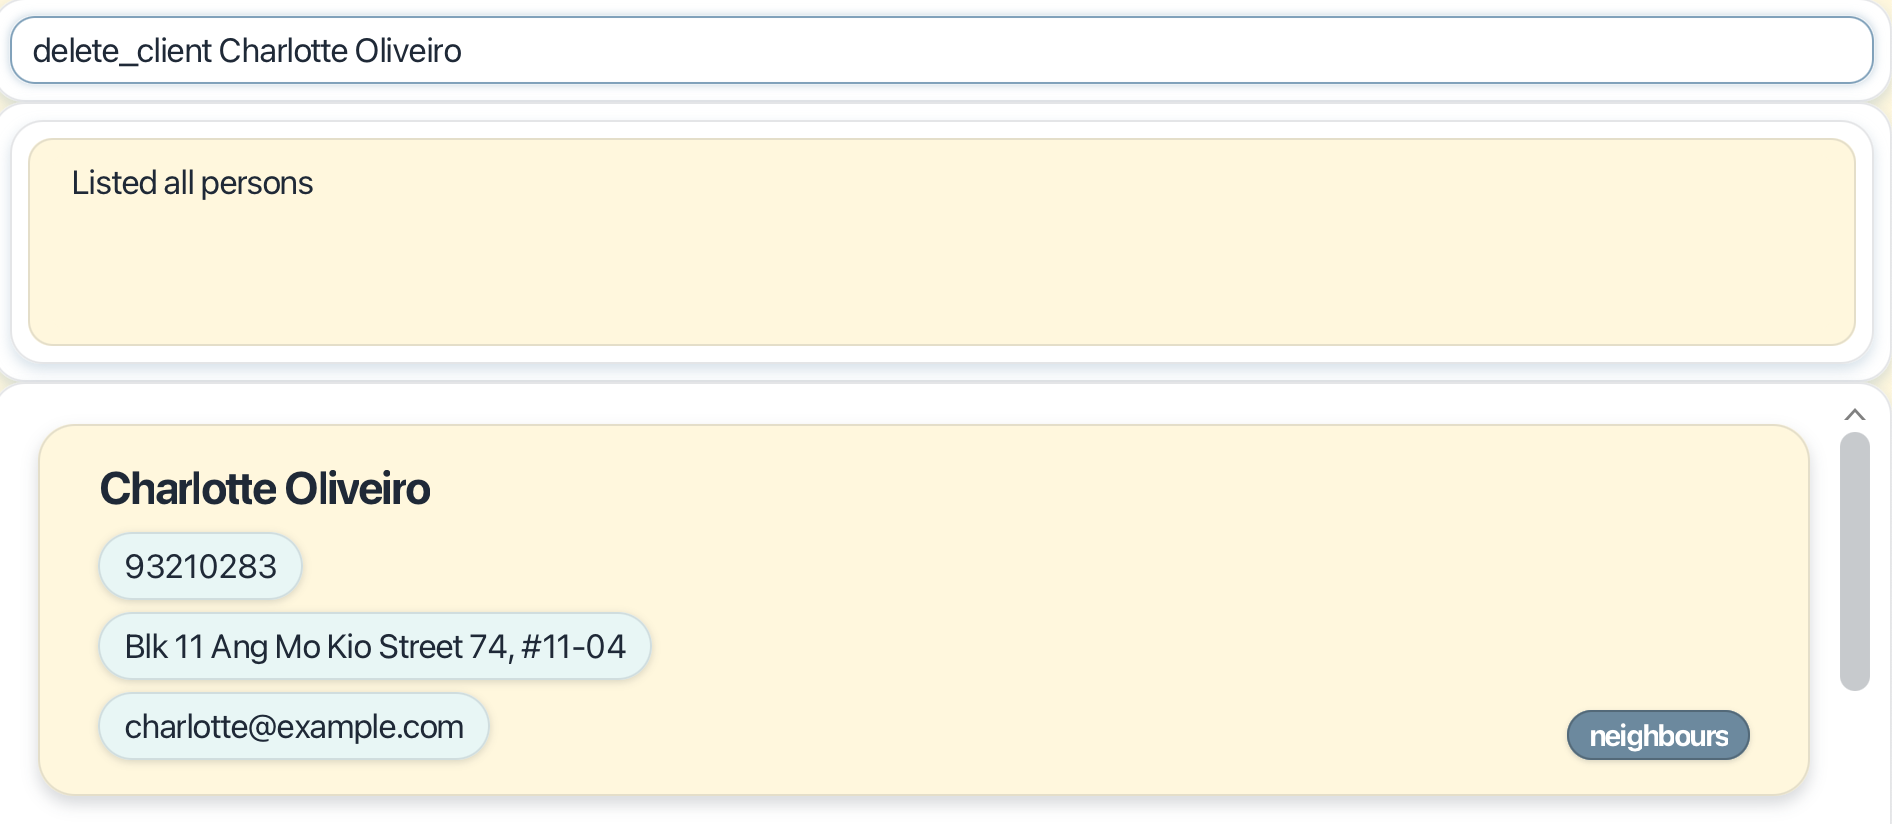 delete_client Charlotte Oliveiro
Listed all persons
Charlotte Oliveiro
93210283
Blk 11 Ang Mo Kio Street 74, #11-04
charlotte@example.com
neighbours